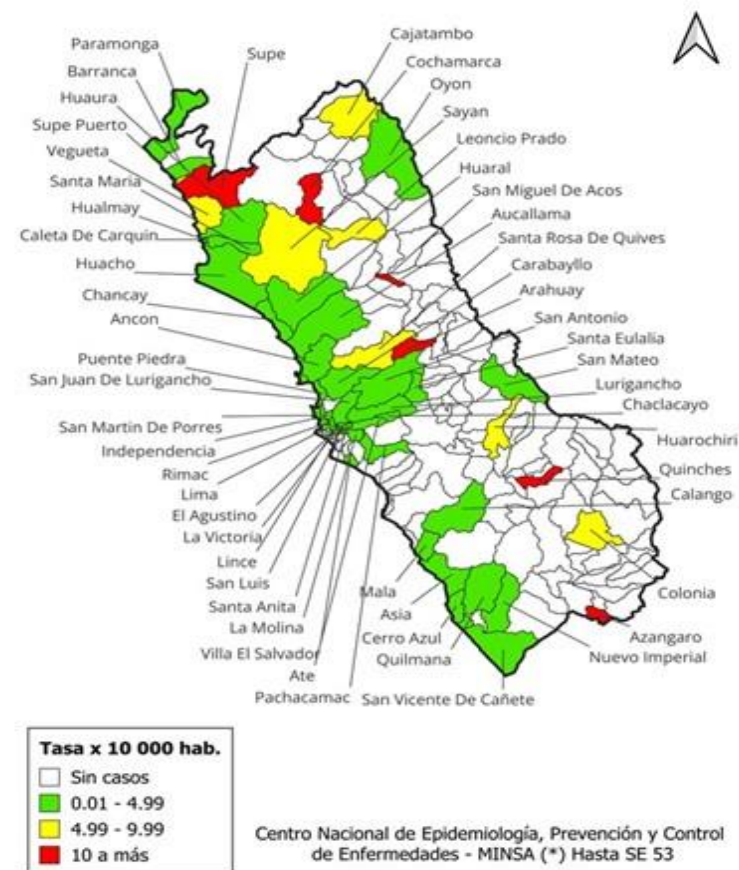 Paramonga
Barranca
Huaura
Supe Puerto
Vegueta
Santa Maria
Hualmay
Caleta De Carquin
Huacho
Chancay
Ancon
Puente Piedra
San Juan De Lurigancho
San Martin De Porres
Independencia
Rimac
Lima
El Agustino
La Victoria
Lince
San Luis
Santa Anita
La Molina
Villa El Salvador
Ate
Pachacamac
Supe
Cajatambo
Cochamarca
Oyon
Sayan
Leoncio Prado
Huaral
San Miguel De Acos
Aucallama
Santa Rosa De Quives
Carabayllo
Arahuay
San Antonio
Santa Eulalia
San Mateo
Lurigancho
Chaclacayo
Huarochiri
Quinches
Calango
Colonia
Azangaro
Nuevo Imperial
Mala
Asia
Cerro Azul
Quilmana
San Vicente De Cañete
Tasa x 10 000 hab.
Sin casos
0.01 - 4.99
4.99 - 9.99
10 a más
Centro Nacional de Epidemiología, Prevención y Control
de Enfermedades - MINSA (*) Hasta SE 53